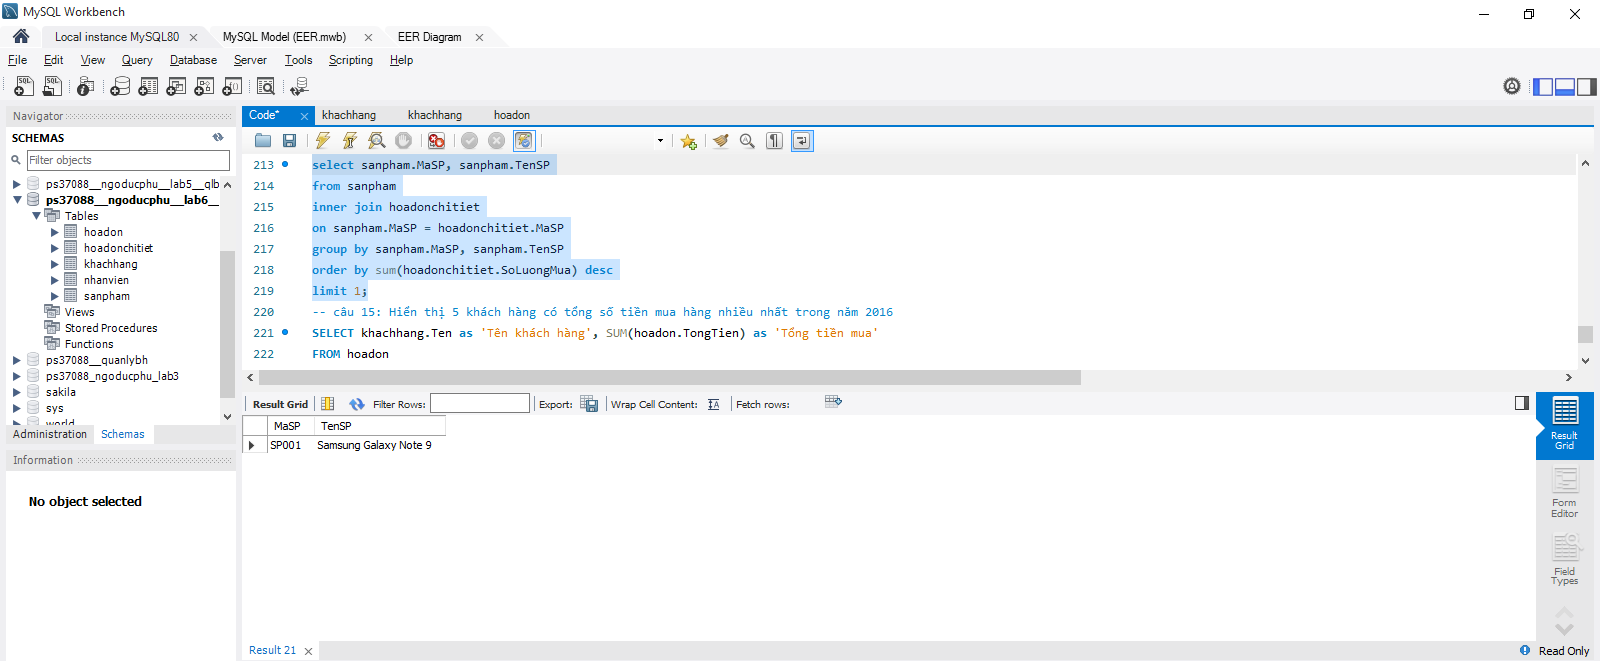 MySQL Workbench
Local instance MySQL80
MySQL Model (EER.mwb)
EER Diagram
File Edit View Query Database Server Tools Scripting Help
Navigator
SCHEMAS
Filter objects
ps37088__ngoducphu__lab5__qlb
ps37088__ngoducphu__lab6__
Tables
hoadon
hoadonchitiet
khachhang
nhanvien
sanpham
Views
Stored Procedures
Functions
ps37088__quanlybh
ps37088_ngoducphu_lab3
sakila
sys
world
Administration Schemas
Information
No object selected
Code* khachhang khachhang hoadon
213 select sanpham.MaSP, sanpham.TenSP
214 from sanpham
215 inner join hoadonchitiet
216 on sanpham.MaSP = hoadonchitiet.MaSP
217 group by sanpham.MaSP, sanpham.TenSP
218 order by sum(hoadonchitiet.SoLuongMua) desc
219 limit 1;
220 -- câu 15: Hiển thị 5 khách hàng có tổng số tiền mua hàng nhiều nhất trong năm 2016
221 SELECT khachhang.Ten as 'Tên khách hàng', SUM(hoadon.TongTien) as 'Tổng tiền mua'
222 FROM hoadon
Result Grid Filter Rows: Export: Wrap Cell Content: Fetch rows:
MaSP TenSP
SP001 Samsung Galaxy Note 9
Result Grid
Form Editor
Field Types
Result 21
Read Only